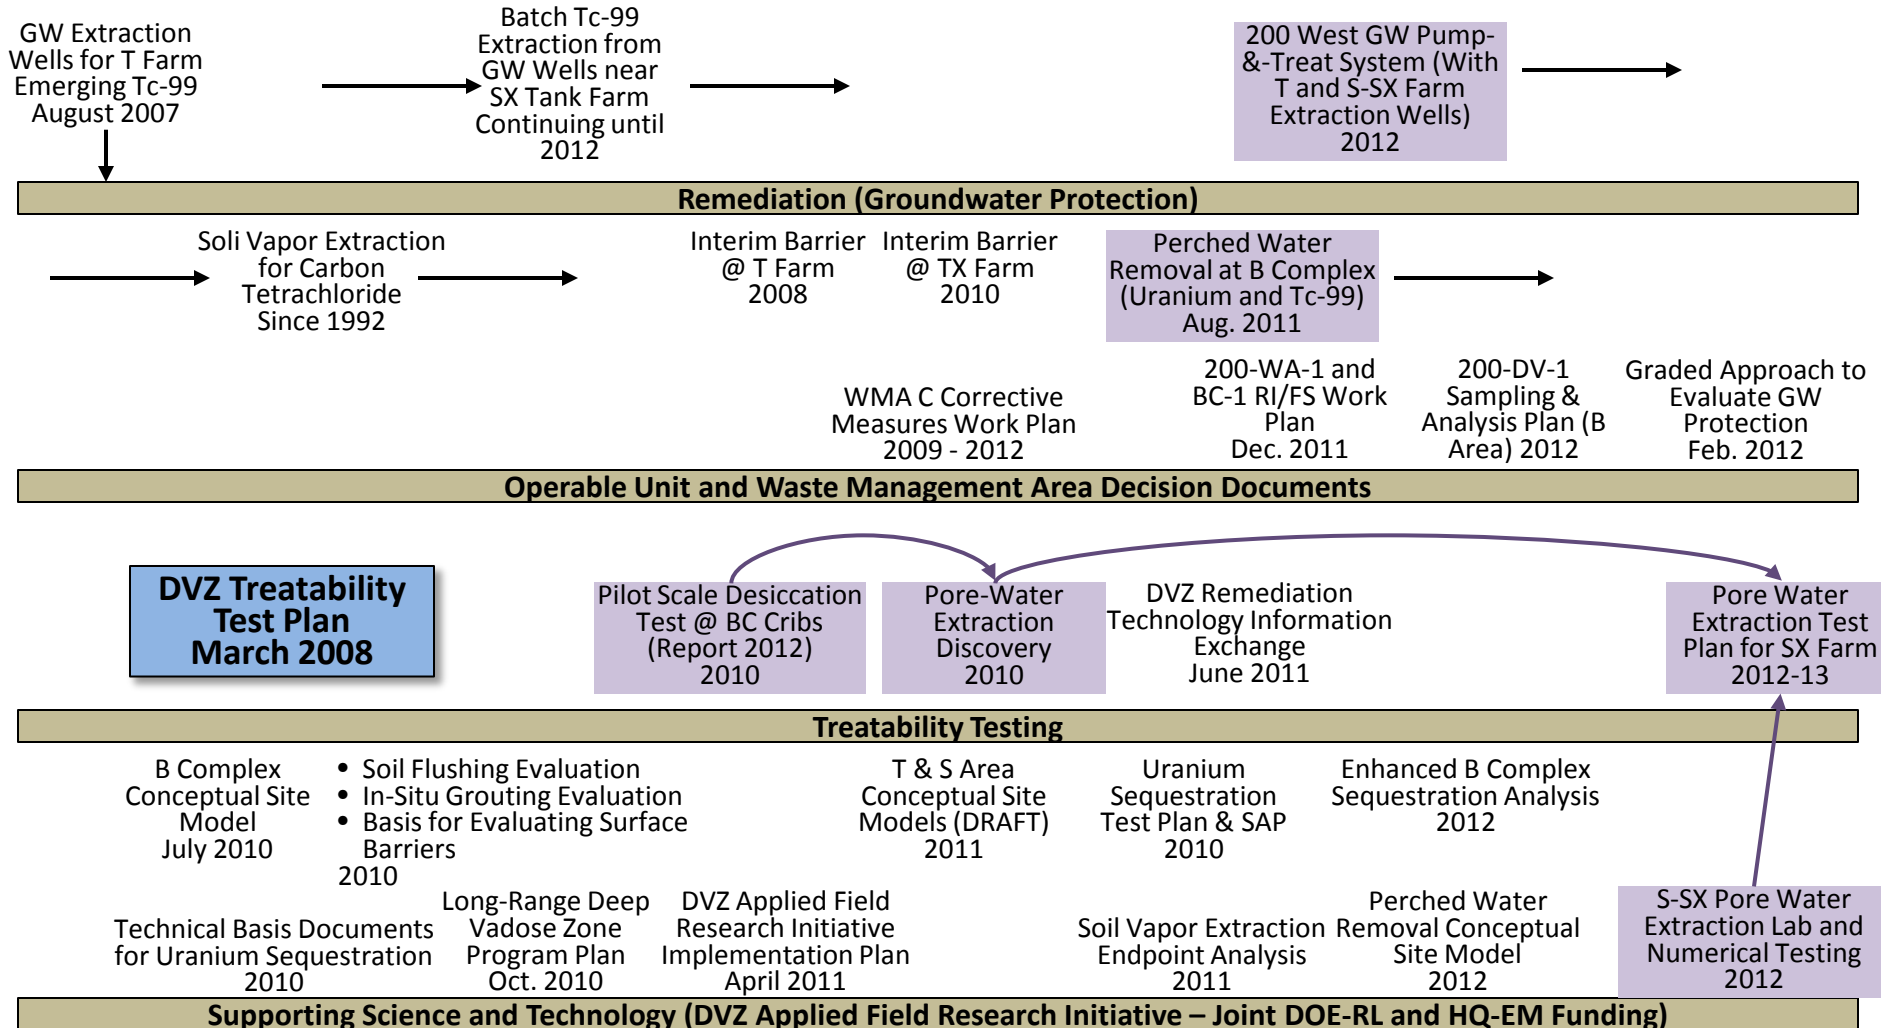 GW Extraction
Wells for T Farm
Emerging Tc-99
August 2007
Batch Tc-99
Extraction from
GW Wells near
SX Tank Farm
Continuing until
2012
200 West GW Pump-
&-Treat System (With
T and S-SX Farm
Extraction Wells)
2012
Remediation (Groundwater Protection)
Soli Vapor Extraction
for Carbon
Tetrachloride
Since 1992
Interim Barrier
@ T Farm
2008
Interim Barrier
@ TX Farm
2010
Perched Water
Removal at B Complex
(Uranium and Tc-99)
Aug. 2011
WMA C Corrective
Measures Work Plan
2009 - 2012
200-WA-1 and
BC-1 RI/FS Work
Plan
Dec. 2011
200-DV-1
Sampling &
Analysis Plan (B
Area) 2012
Graded Approach to
Evaluate GW
Protection
Feb. 2012
Operable Unit and Waste Management Area Decision Documents
DVZ Treatability
Test Plan
March 2008
Pilot Scale Desiccation
Test @ BC Cribs
(Report 2012)
2010
Pore-Water
Extraction
Discovery
2010
DVZ Remediation
Technology Information
Exchange
June 2011
Pore Water
Extraction Test
Plan for SX Farm
2012-13
Treatability Testing
B Complex
Conceptual Site
Model
July 2010
• Soil Flushing Evaluation
• In-Situ Grouting Evaluation
• Basis for Evaluating Surface
Barriers
2010
T & S Area
Conceptual Site
Models (DRAFT)
2011
Uranium
Sequestration
Test Plan & SAP
2010
Enhanced B Complex
Sequestration Analysis
2012
Technical Basis Documents
for Uranium Sequestration
2010
Long-Range Deep
Vadose Zone
Program Plan
Oct. 2010
DVZ Applied Field
Research Initiative
Implementation Plan
April 2011
Soil Vapor Extraction
Endpoint Analysis
2011
Perched Water
Removal Conceptual
Site Model
2012
S-SX Pore Water
Extraction Lab and
Numerical Testing
2012
Supporting Science and Technology (DVZ Applied Field Research Initiative – Joint DOE-RL and HQ-EM Funding)